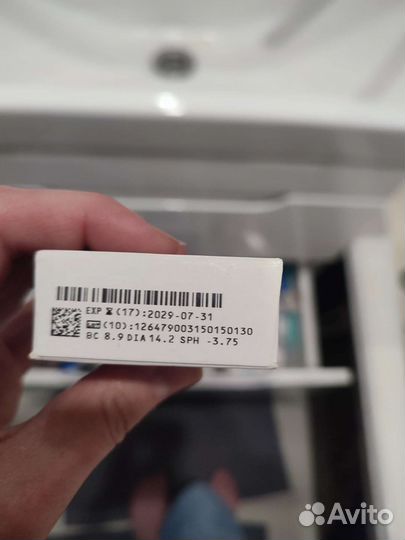 EXP (17):2029-07-31
(10):126479003150150130
BC 8.9 DIA 14.2 SPH -3.75
Avito